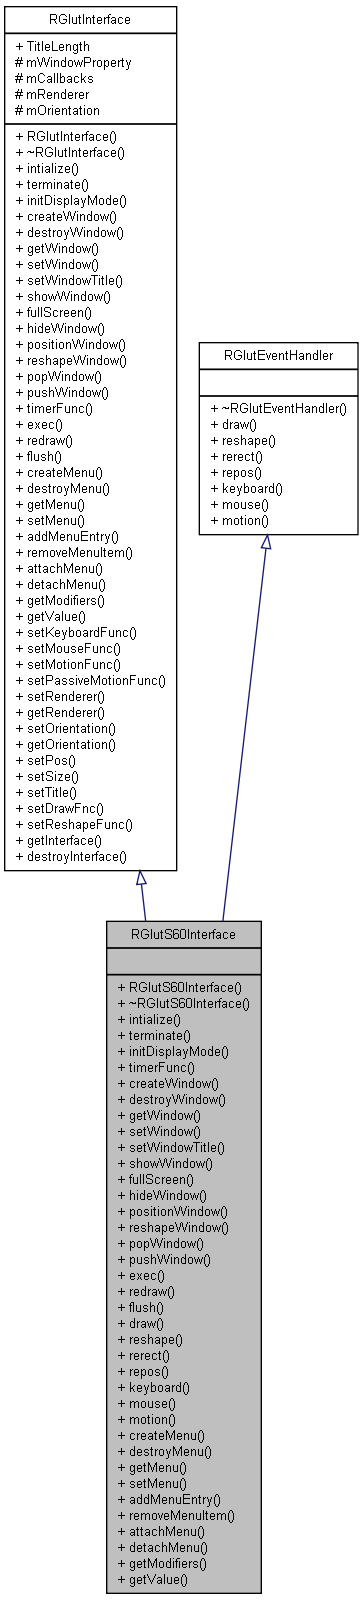 RGlutInterface
+ TitleLength
# mWindowProperty
# mCallbacks
# mRenderer
# mOrientation
+ RGlutInterface()
+ ~RGlutInterface()
+ intialize()
+ terminate()
+ initDisplayMode()
+ createWindow()
+ destroyWindow()
+ getWindow()
+ setWindow()
+ setWindowTitle()
+ showWindow()
+ fullScreen()
+ hideWindow()
+ positionWindow()
+ reshapeWindow()
+ popWindow()
+ pushWindow()
+ timerFunc()
+ exec()
+ redraw()
+ flush()
+ createMenu()
+ destroyMenu()
+ getMenu()
+ setMenu()
+ addMenuEntry()
+ removeMenuItem()
+ attachMenu()
+ detachMenu()
+ getModifiers()
+ getValue()
+ setKeyboardFunc()
+ setMouseFunc()
+ setMotionFunc()
+ setPassiveMotionFunc()
+ setRenderer()
+ getRenderer()
+ setOrientation()
+ getOrientation()
+ setPos()
+ setSize()
+ setTitle()
+ setDrawFnc()
+ setReshapeFunc()
+ getInterface()
+ destroyInterface()
RGlutEventHandler
+ ~RGlutEventHandler()
+ draw()
+ reshape()
+ rerect()
+ repos()
+ keyboard()
+ mouse()
+ motion()
RGlutS60Interface
+ RGlutS60Interface()
+ ~RGlutS60Interface()
+ intialize()
+ terminate()
+ initDisplayMode()
+ timerFunc()
+ createWindow()
+ destroyWindow()
+ getWindow()
+ setWindow()
+ setWindowTitle()
+ showWindow()
+ fullScreen()
+ hideWindow()
+ positionWindow()
+ reshapeWindow()
+ popWindow()
+ pushWindow()
+ exec()
+ redraw()
+ flush()
+ draw()
+ reshape()
+ rerect()
+ repos()
+ keyboard()
+ mouse()
+ motion()
+ createMenu()
+ destroyMenu()
+ getMenu()
+ setMenu()
+ addMenuEntry()
+ removeMenuItem()
+ attachMenu()
+ detachMenu()
+ getModifiers()
+ getValue()